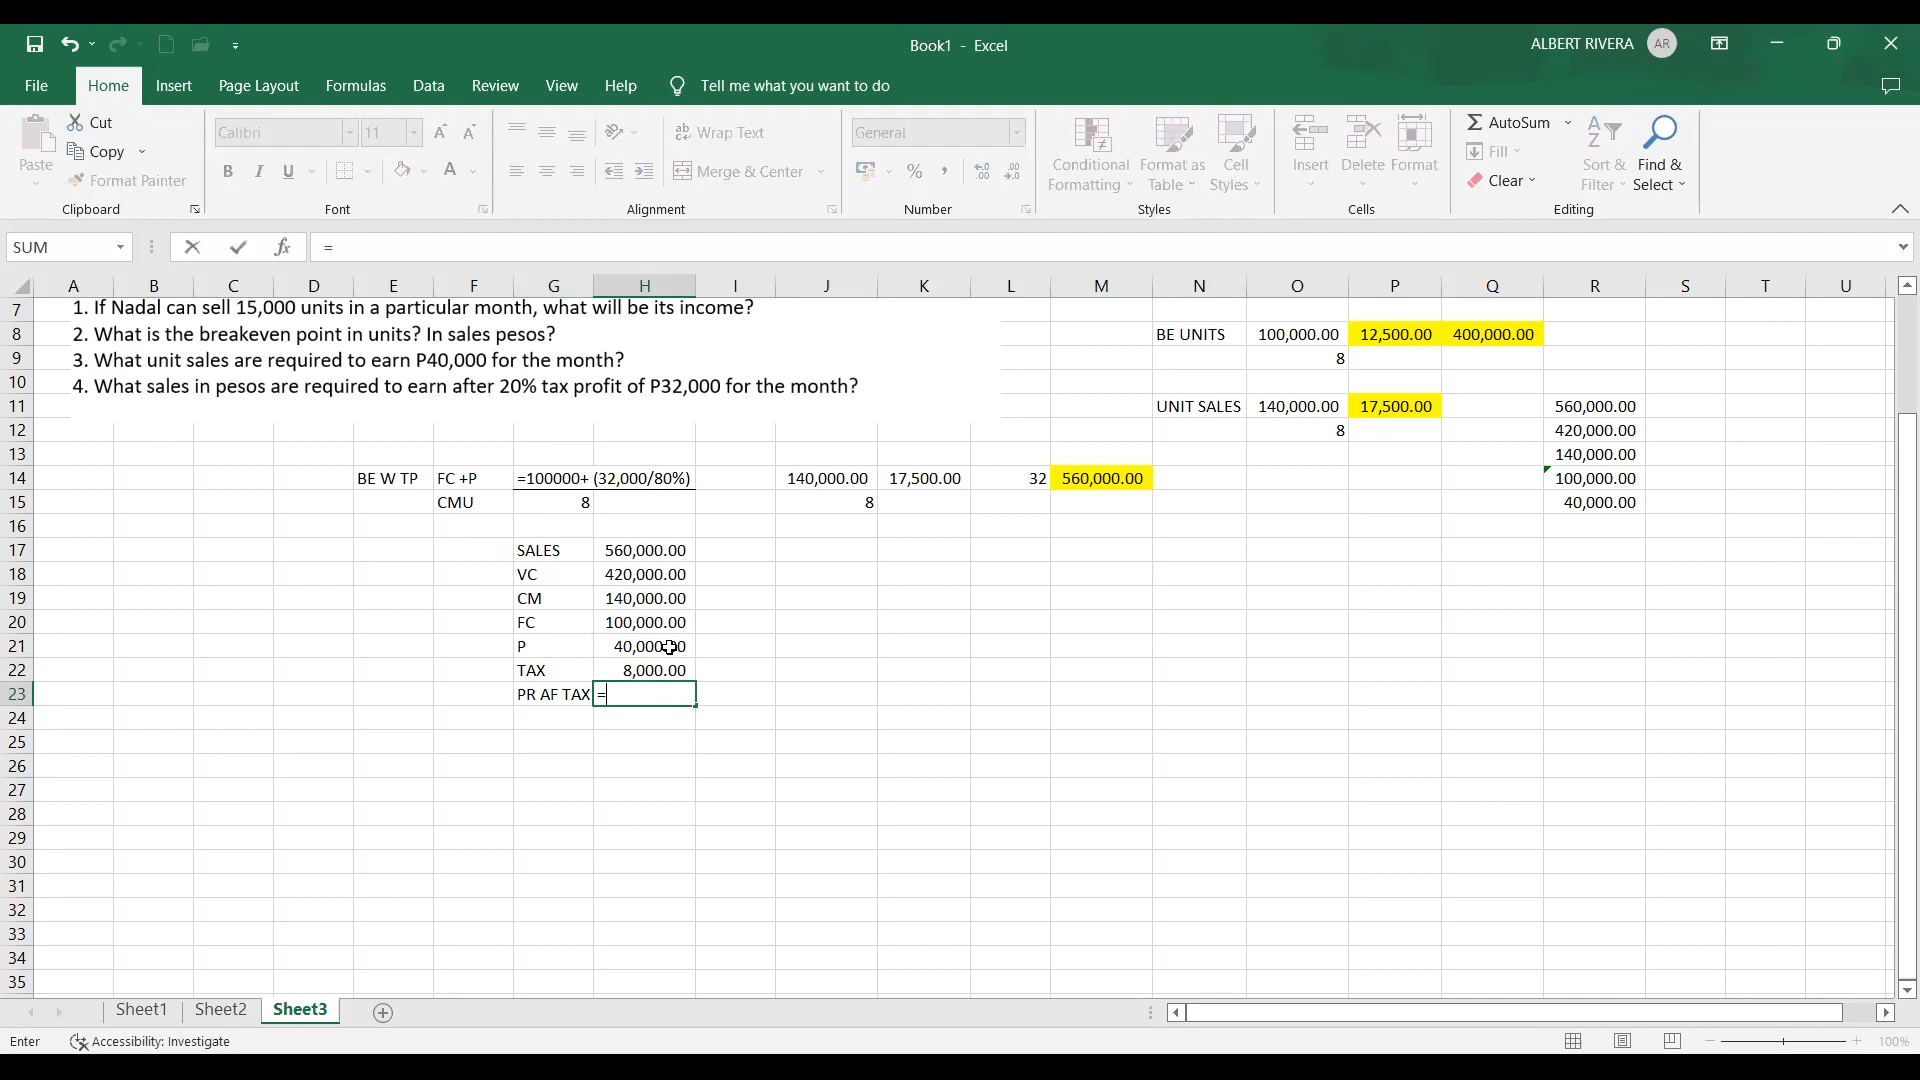 Book1 - Excel
ALBERT RIVERA AR
File Home Insert Page Layout Formulas Data Review View Help Tell me what you want to do
Paste
Cut
Copy
Format Painter
Clipboard
Calibri 11
B I U
Font
Wrap Text
Merge & Center
Alignment
General
Number
Conditional Formatting
Format as Table
Cell Styles
Styles
Insert Delete Format
Cells
AutoSum
Fill
Clear
Sort & Filter
Find & Select
Editing
SUM fx =
A B C D E F G H I J K L M N O P Q R S T U
7 1. If Nadal can sell 15,000 units in a particular month, what will be its income?
8 2. What is the breakeven point in units? In sales pesos? BE UNITS 100,000.00 12,500.00 400,000.00
9 3. What unit sales are required to earn P40,000 for the month? 8
10 4. What sales in pesos are required to earn after 20% tax profit of P32,000 for the month?
11 UNIT SALES 140,000.00 17,500.00 560,000.00
12 8 420,000.00
13 140,000.00
14 BE W TP FC +P =100000+ (32,000/80%) 140,000.00 17,500.00 32 560,000.00 100,000.00
15 CMU 8 8 40,000.00
16
17 SALES 560,000.00
18 VC 420,000.00
19 CM 140,000.00
20 FC 100,000.00
21 P 40,000.00
22 TAX 8,000.00
23 PR AF TAX =
24
25
26
27
28
29
30
31
32
33
34
35
Sheet1 Sheet2 Sheet3
Enter Accessibility: Investigate 100%